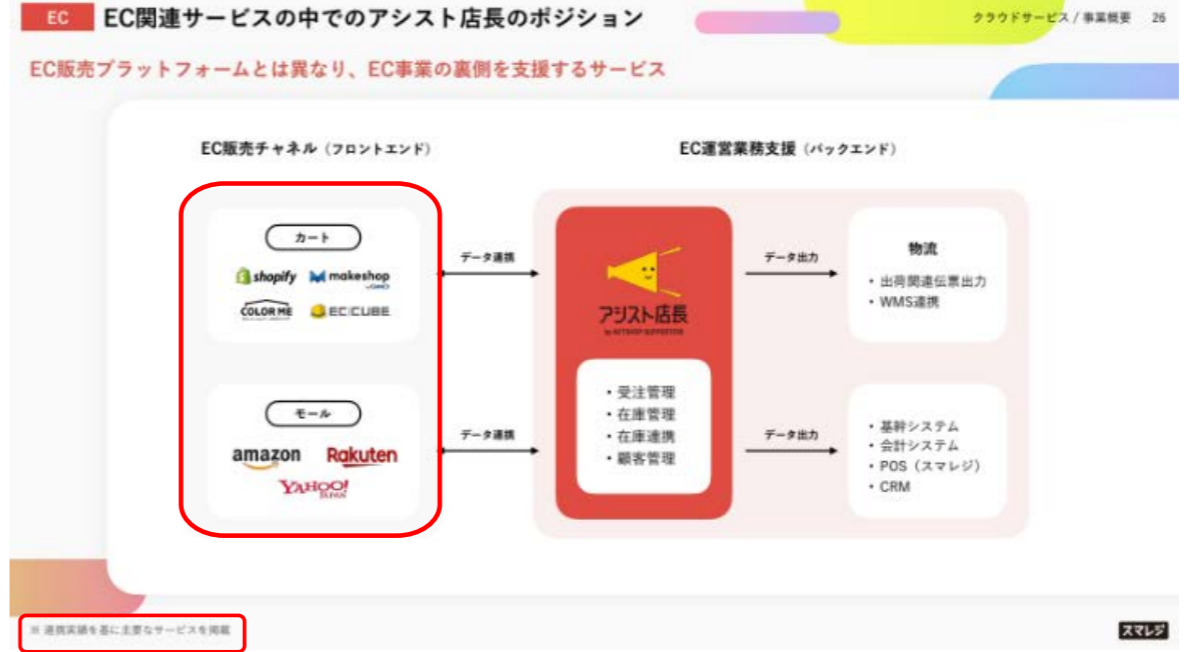 EC EC関連サービスの中でのアシスト店長のポジション
クラウドサービス / 事業概要 26
EC販売プラットフォームとは異なり、EC事業の裏側を支援するサービス
EC販売チャネル（フロントエンド）
EC運営業務支援（バックエンド）
カート
shopify makeshop
COLOR ME EC CUBE
データ連携
アシスト店長
データ出力
物流
・出荷関連伝票出力
・WMS連携
モール
amazon Rakuten
YAHOO!
JAPAN
データ連携
・受注管理
・在庫管理
・在庫連携
・顧客管理
データ出力
・基幹システム
・会計システム
・POS（スマレジ）
・CRM
※ 連携実績を基に主要なサービスを掲載
スマレジ